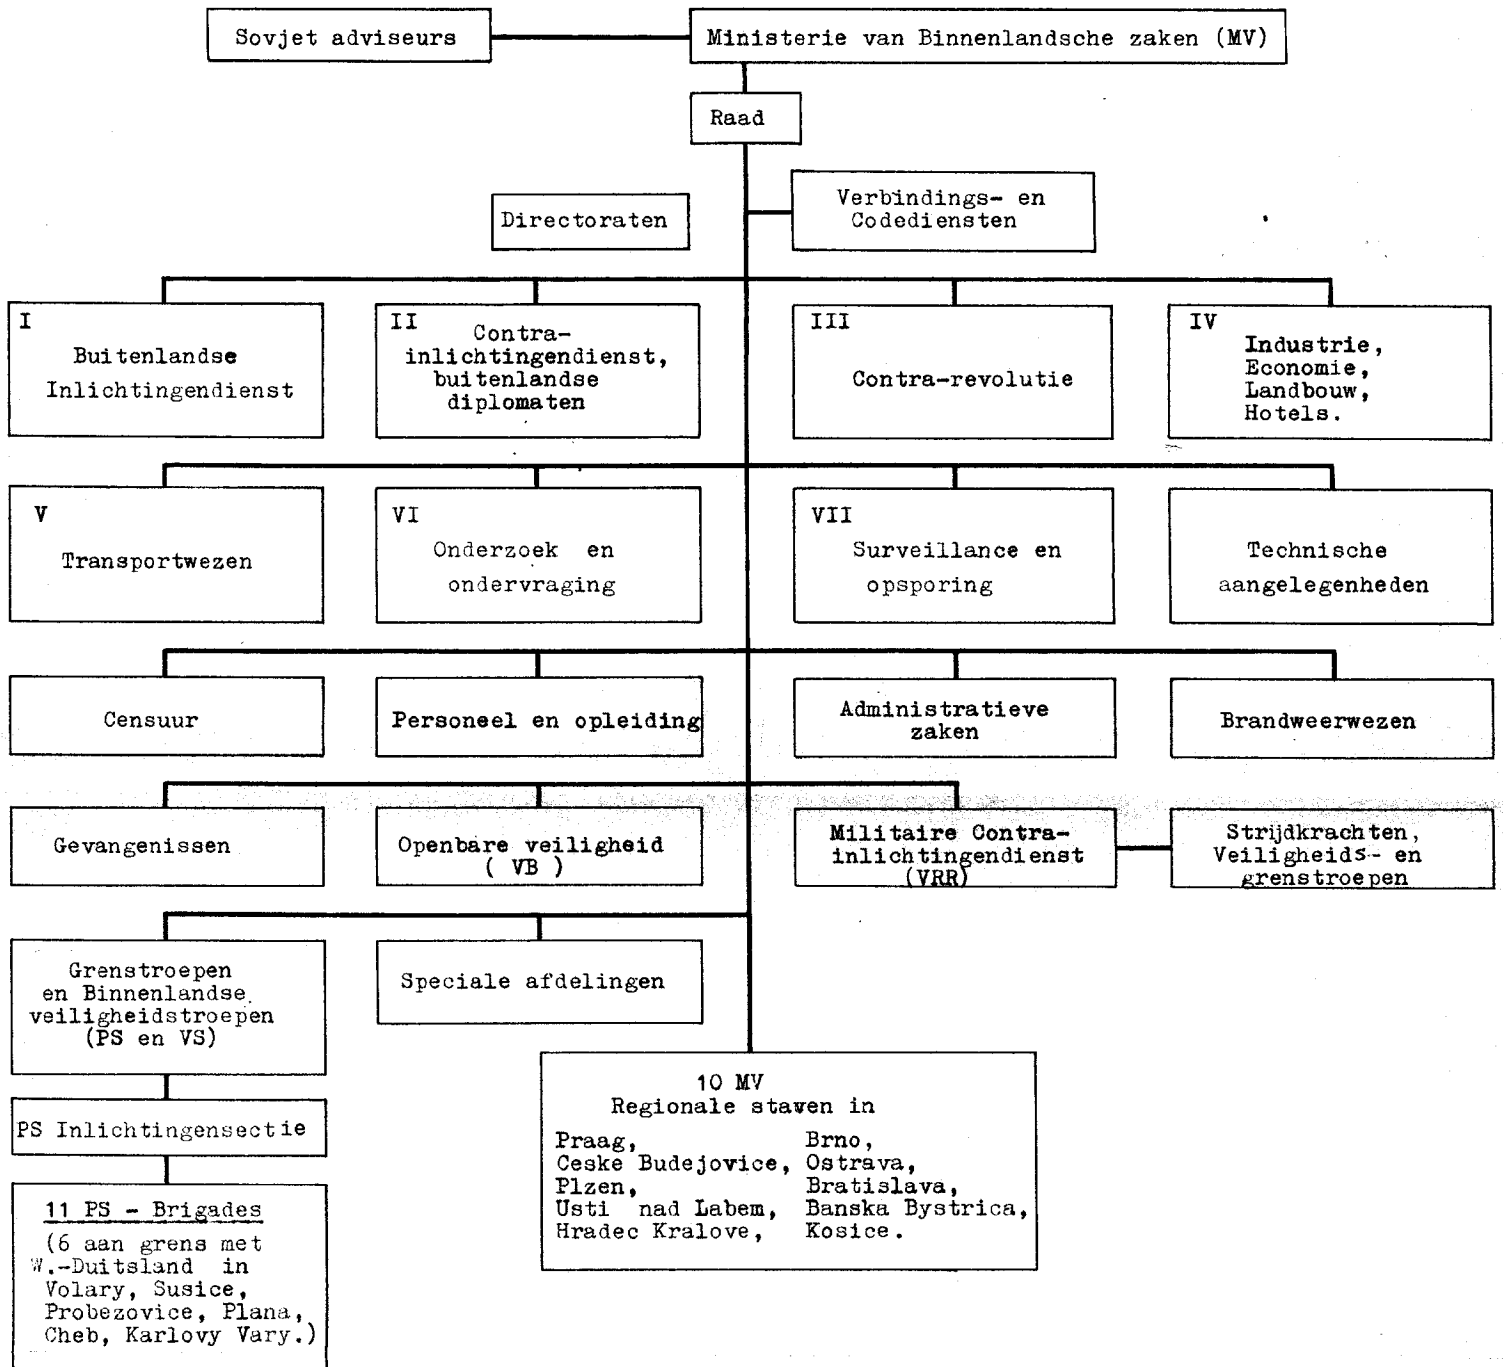 Sovjet adviseurs
Ministerie van Binnenlandsche zaken (MV)
Raad
Directoraten
Verbindings- en
Codediensten
I
Buitenlandse
Inlichtingendienst
II
Contra-
inlichtingendienst,
buitenlandse
diplomaten
III
Contra-revolutie
IV
Industrie,
Economie,
Landbouw,
Hotels.
V
Transportwezen
VI
Onderzoek en
ondervraging
VII
Surveillance en
opsporing
Technische
aangelegenheden
Censuur
Personeel en opleiding
Administratieve
zaken
Brandweerwezen
Gevangenissen
Openbare veiligheid
( VB )
Militaire Contra-
inlichtingendienst
(VRR)
Strijdkrachten,
Veiligheids- en
grenstroepen
Grenstroepen
en Binnenlandse
veiligheidstroepen
(PS en VS)
Speciale afdelingen
PS Inlichtingensectie
11 PS - Brigades
(6 aan grens met
W.-Duitsland in
Volary, Susice,
Probezovice, Plana,
Cheb, Karlovy Vary.)
10 MV
Regionale staven in
Praag, Brno,
Ceske Budejovice, Ostrava,
Plzen, Bratislava,
Usti nad Labem, Banska Bystrica,
Hradec Kralove, Kosice.